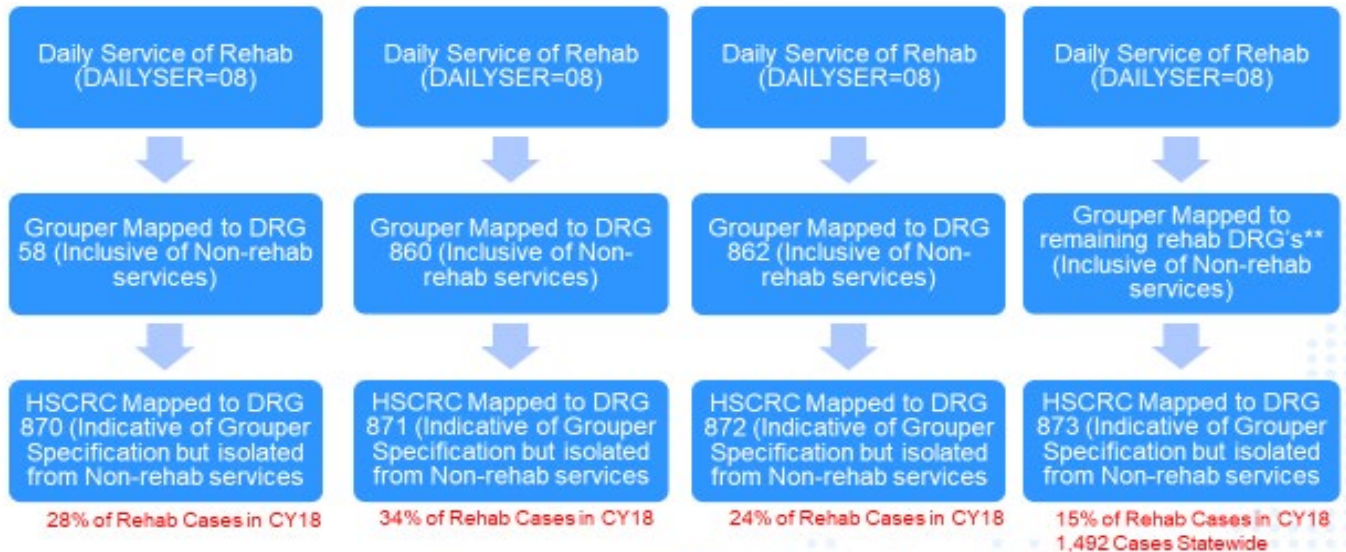 Daily Service of Rehab
(DAILYSER=08)
Daily Service of Rehab
(DAILYSER=08)
Daily Service of Rehab
(DAILYSER=08)
Daily Service of Rehab
(DAILYSER=08)
Grouper Mapped to DRG
58 (Inclusive of Non-rehab
services)
Grouper Mapped to DRG
860 (Inclusive of Non-
rehab services)
Grouper Mapped to DRG
862 (Inclusive of Non-
rehab services)
Grouper Mapped to
remaining rehab DRG's**
(Inclusive of Non-rehab
services)
HSCRC Mapped to DRG
870 (Indicative of Grouper
Specification but isolated
from Non-rehab services
HSCRC Mapped to DRG
871 (Indicative of Grouper
Specification but isolated
from Non-rehab services
HSCRC Mapped to DRG
872 (Indicative of Grouper
Specification but isolated
from Non-rehab services
HSCRC Mapped to DRG
873 (Indicative of Grouper
Specification but isolated
from Non-rehab services
28% of Rehab Cases in CY18
34% of Rehab Cases in CY18
24% of Rehab Cases in CY18
15% of Rehab Cases in CY18
1,492 Cases Statewide